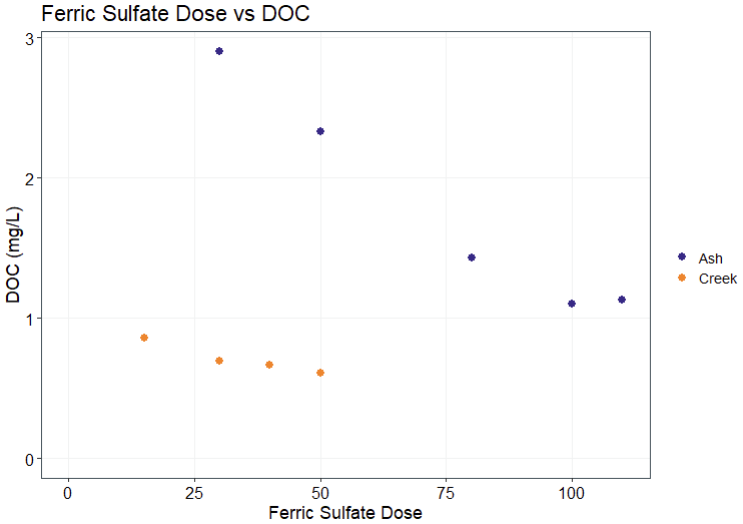 Ferric Sulfate Dose vs DOC
3
2
1
0
DOC (mg/L)
0 25 50 75 100
Ferric Sulfate Dose
Ash
Creek